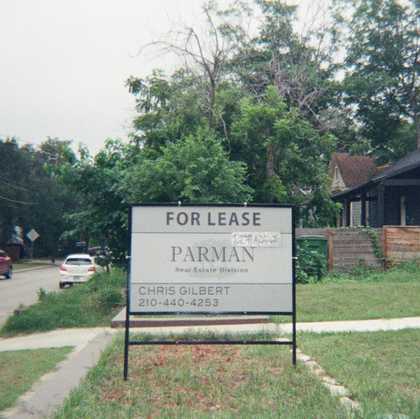 FOR LEASE
PARMAN
Real Estate Division
CHRIS GILBERT
210-440-4253